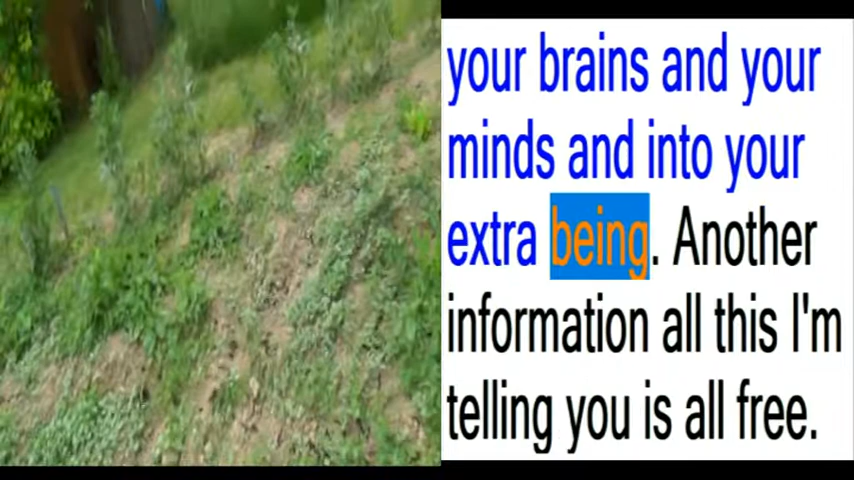 your brains and your
minds and into your
extra being. Another
information all this I'm
telling you is all free.